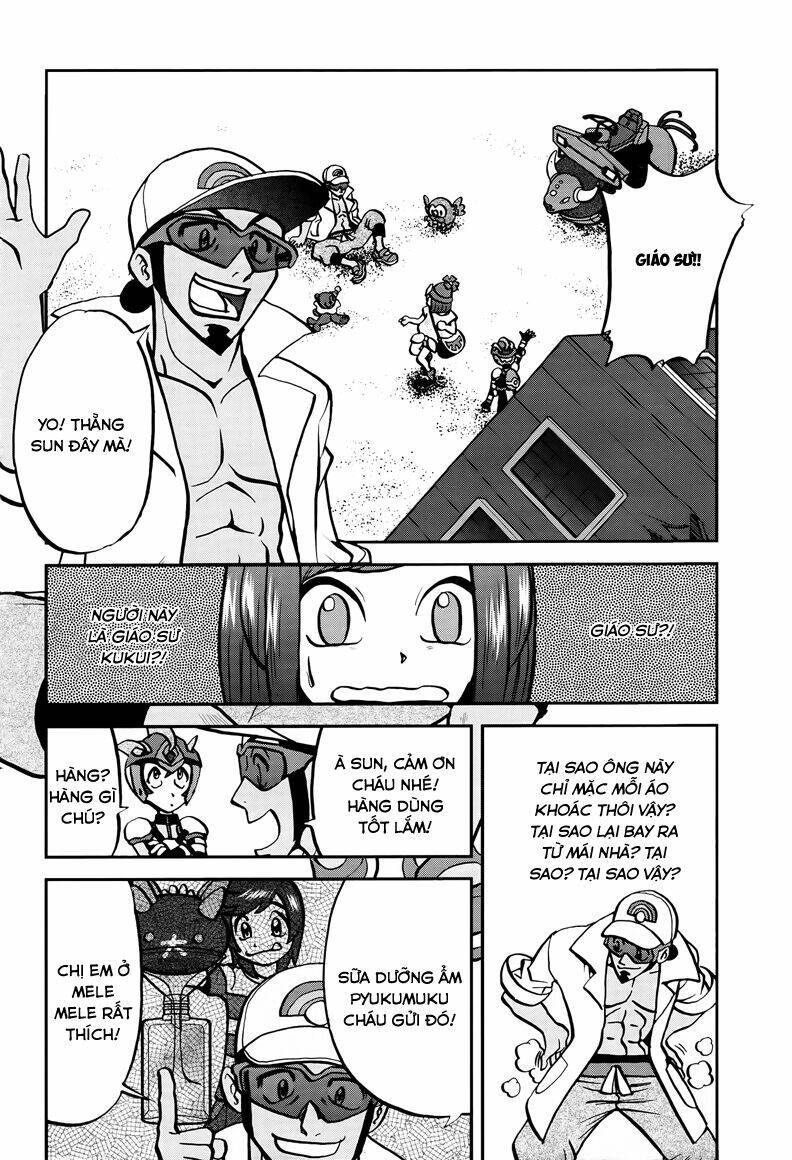 GIÁO SƯ!!
YO! THẰNG
SUN ĐÂY MÀ!
GIÁO SƯ?!
NGƯỜI NÀY
LÀ GIÁO SƯ
KUKUI?!
TẠI SAO ÔNG NÀY
CHỈ MẶC MỖI ÁO
KHOÁC THÔI VẬY?
TẠI SAO LẠI BAY RA
TỪ MÁI NHÀ? TẠI
SAO? TẠI SAO VẬY?
À SUN, CẢM ƠN
CHÁU NHÉ!
HÀNG DÙNG
TỐT LẮM!
HÀNG?
HÀNG GÌ
CHÚ?
SỮA DƯỠNG ẨM
PYUKUMUKU
CHÁU GỬI ĐÓ!
CHỊ EM Ở
MELE
MELE RẤT
THÍCH!